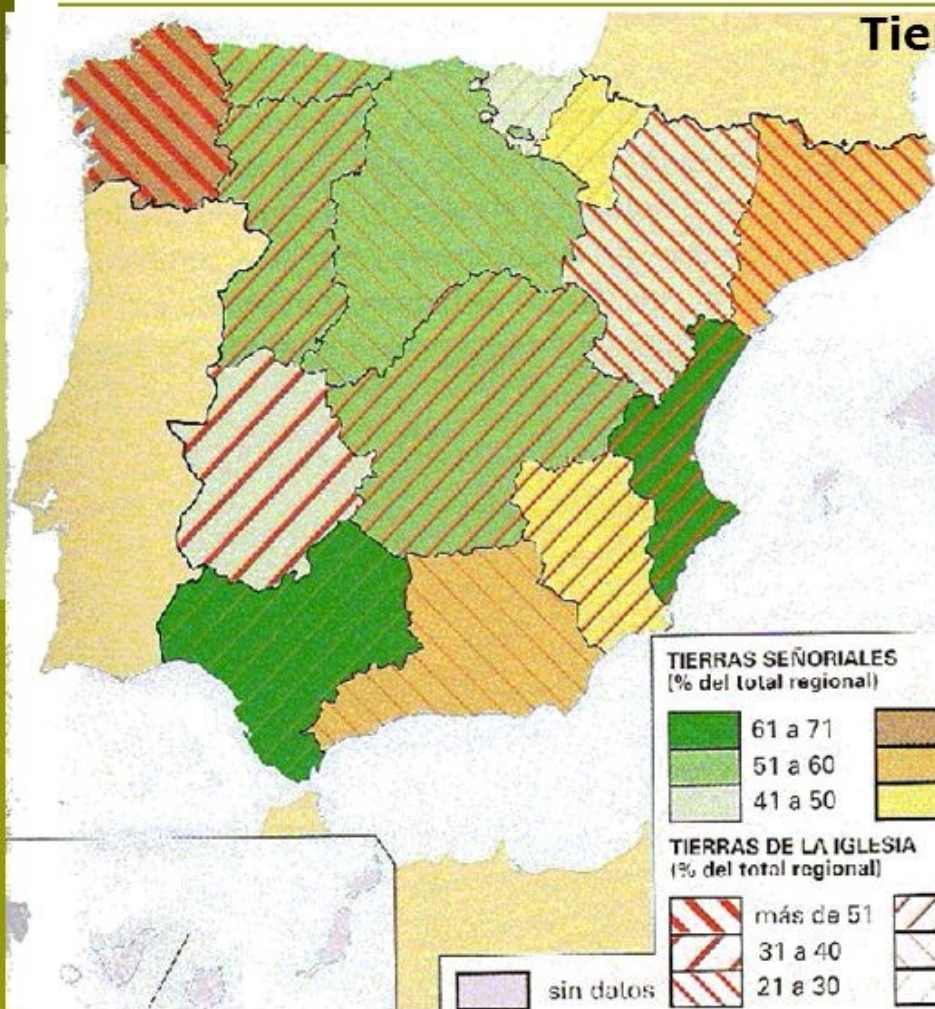 Tie
TIERRAS SEÑORIALES
(% del total regional)
61 a 71
51 a 60
41 a 50
TIERRAS DE LA IGLESIA
(% del total regional)
más de 51
31 a 40
21 a 30
sin datos